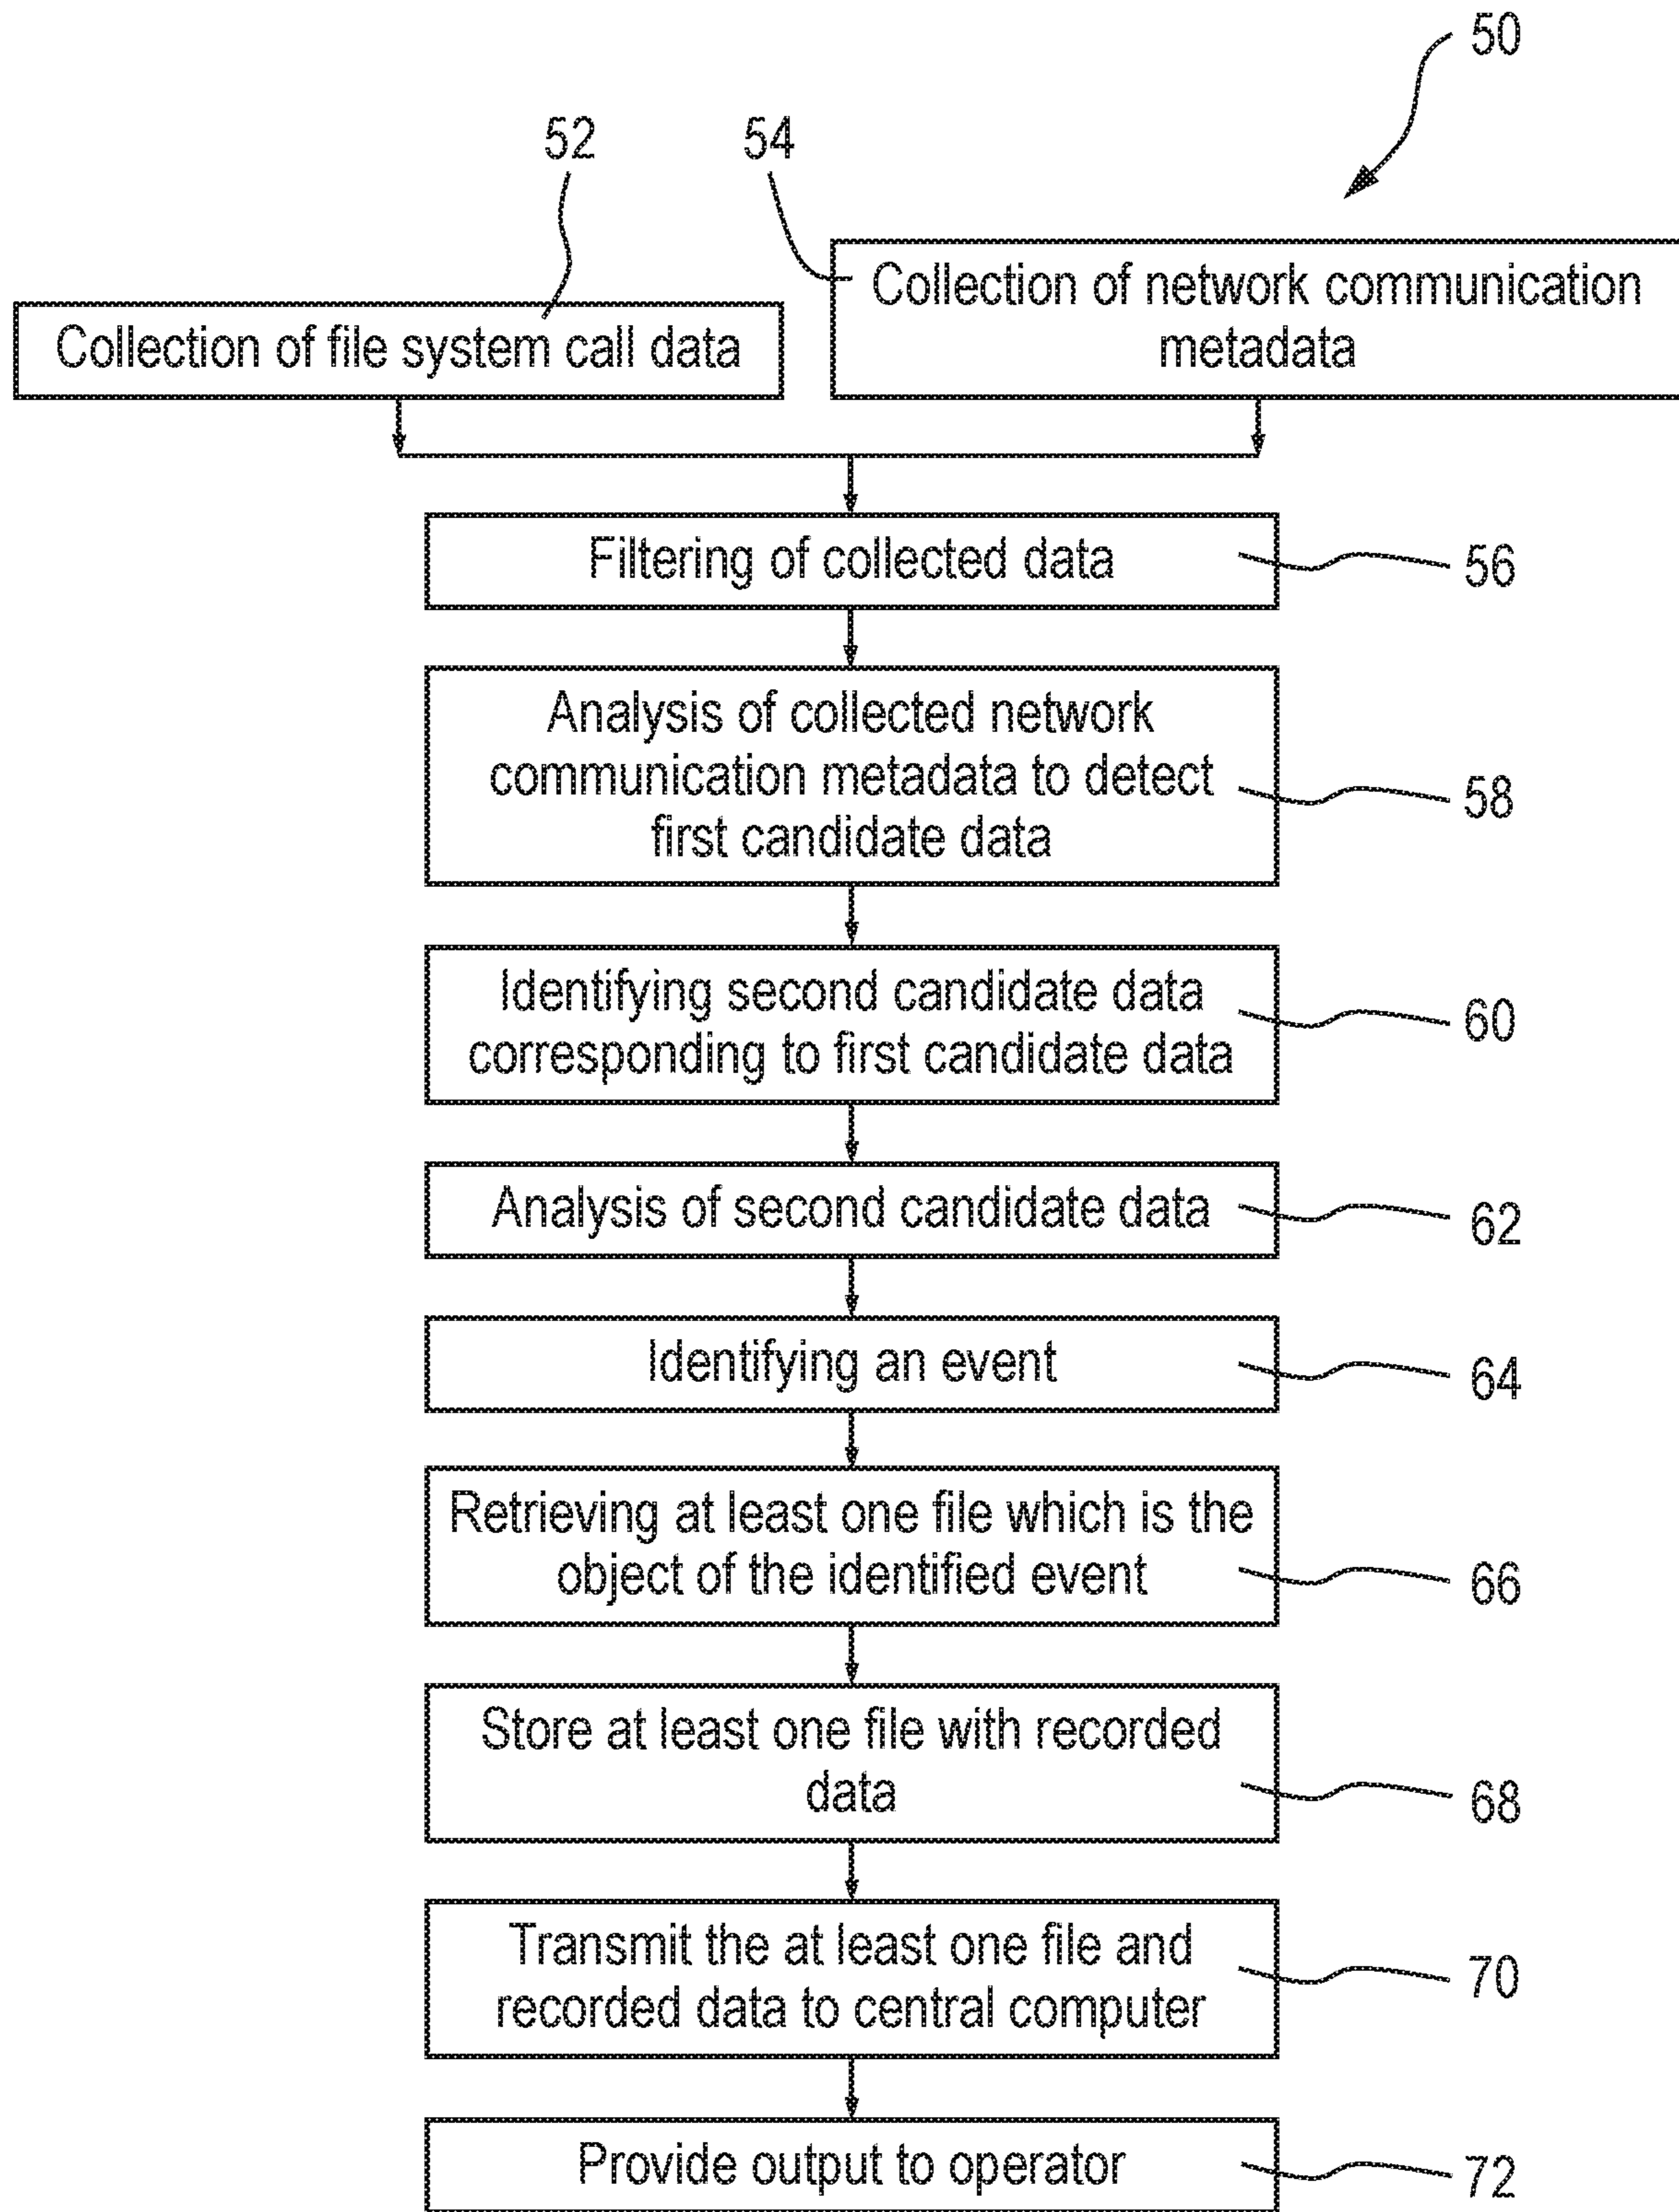 50
52
54
Collection of file system call data
Collection of network communication
metadata
Filtering of collected data
56
Analysis of collected network
communication metadata to detect
first candidate data
58
Identifying second candidate data
corresponding to first candidate data
60
Analysis of second candidate data
62
Identifying an event
64
Retrieving at least one file which is the
object of the identified event
66
Store at least one file with recorded
data
68
Transmit the at least one file and
recorded data to central computer
70
Provide output to operator
72